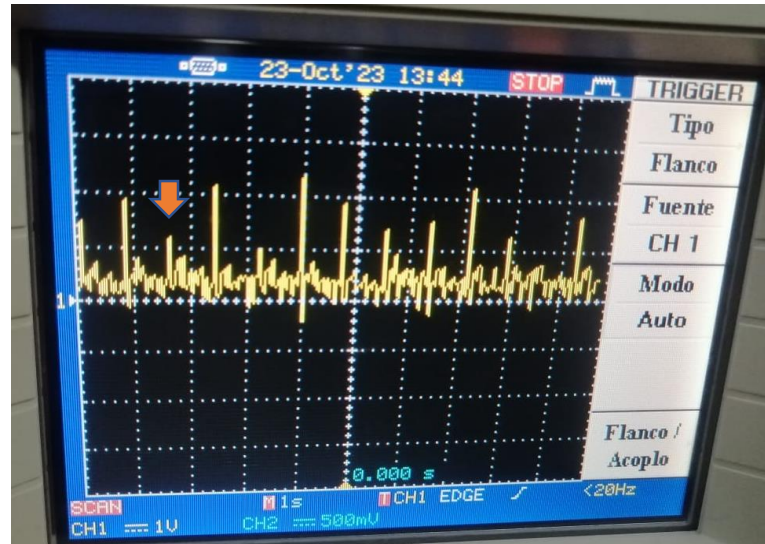 23-Oct'23 13:44 STOP
TRIGGER
Tipo
Flanco
Fuente
CH 1
Modo
Auto
Flanco /
Acoplo
1
0.000 s
SCAN M 1s T CH1 EDGE <20Hz
CH1 1V CH2 500mV